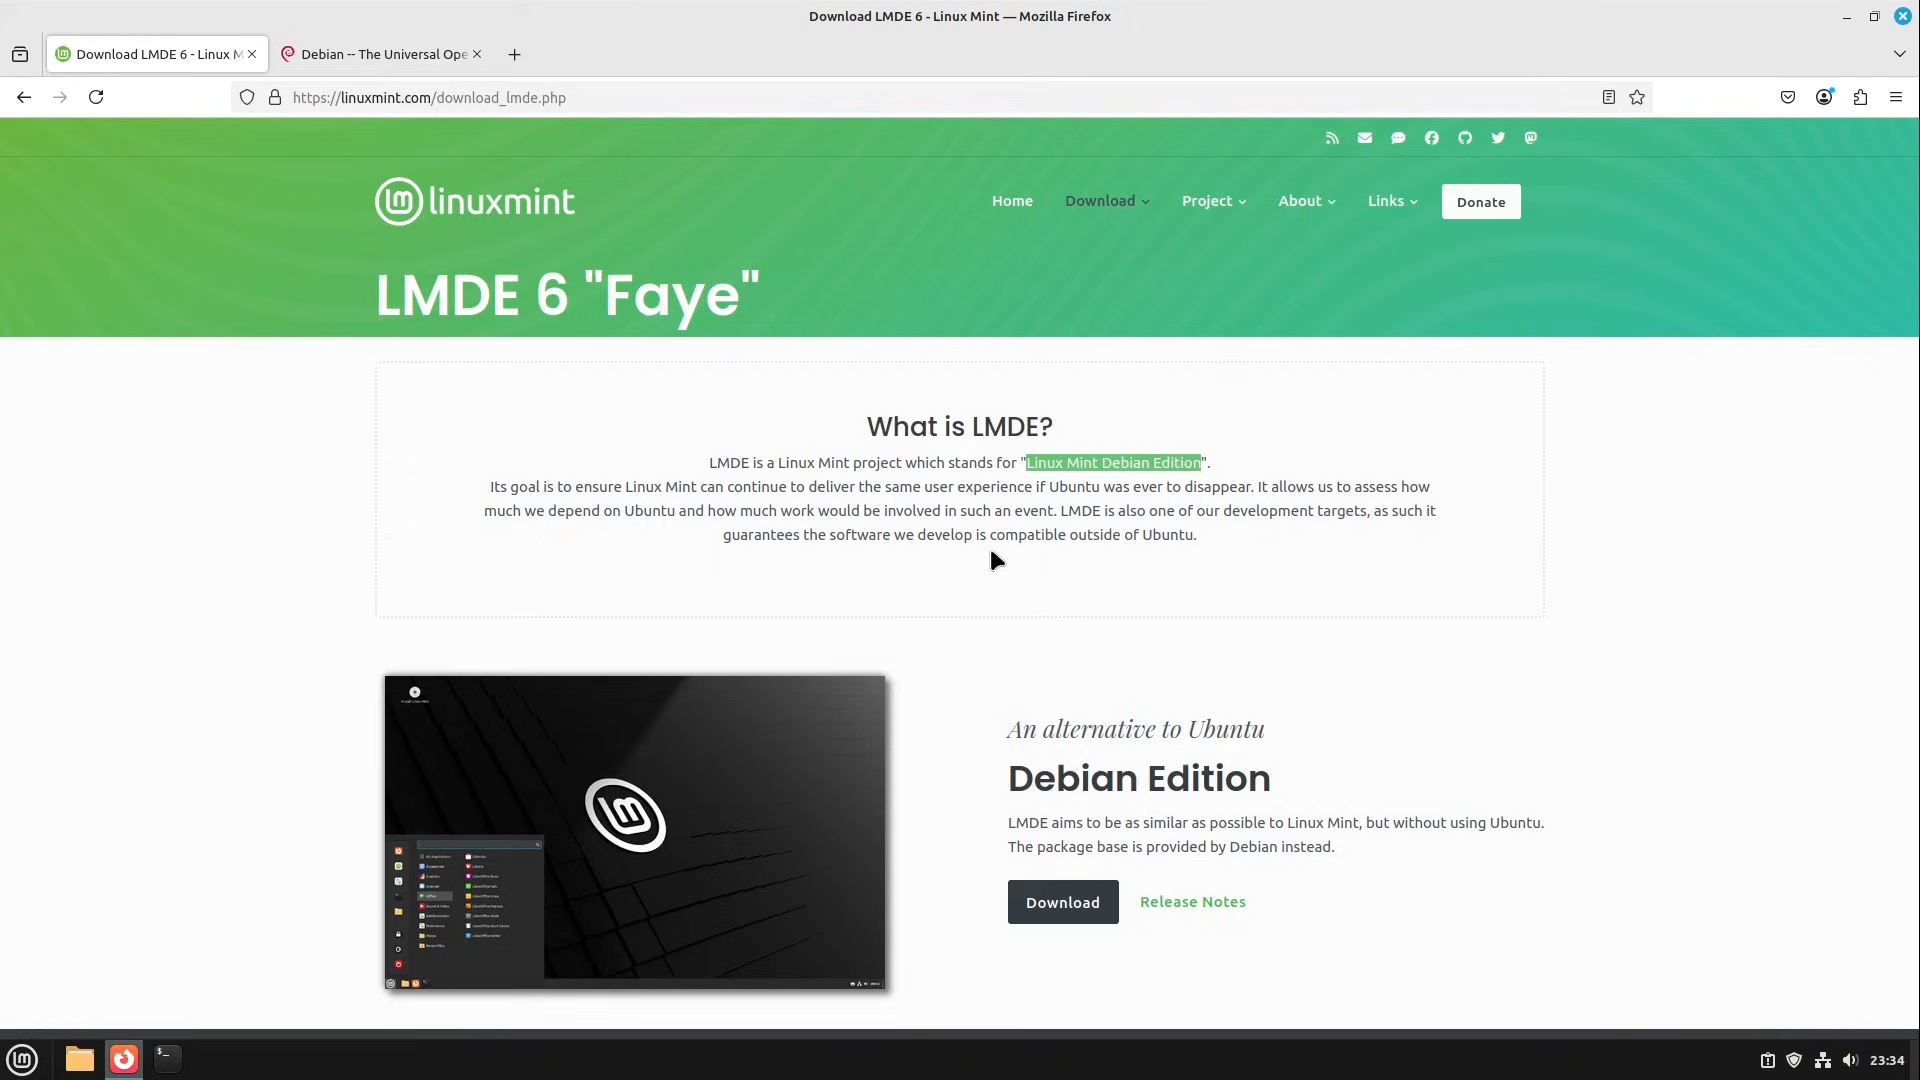 Download LMDE 6 - Linux Mint — Mozilla Firefox
Download LMDE 6 - Linux M
Debian -- The Universal Ope
https://linuxmint.com/download_lmde.php
linuxmint
Home Download Project About Links Donate
LMDE 6 "Faye"
What is LMDE?
LMDE is a Linux Mint project which stands for "Linux Mint Debian Edition".
Its goal is to ensure Linux Mint can continue to deliver the same user experience if Ubuntu was ever to disappear. It allows us to assess how
much we depend on Ubuntu and how much work would be involved in such an event. LMDE is also one of our development targets, as such it
guarantees the software we develop is compatible outside of Ubuntu.
An alternative to Ubuntu
Debian Edition
LMDE aims to be as similar as possible to Linux Mint, but without using Ubuntu.
The package base is provided by Debian instead.
Download Release Notes
23:34